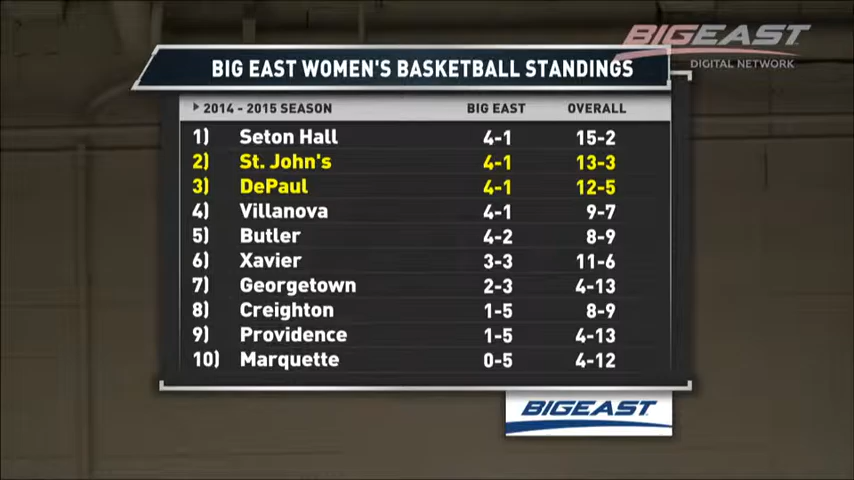 BIGEAST
DIGITAL NETWORK
BIG EAST WOMEN'S BASKETBALL STANDINGS
2014 - 2015 SEASON BIG EAST OVERALL
1) Seton Hall 4-1 15-2
2) St. John's 4-1 13-3
3) DePaul 4-1 12-5
4) Villanova 4-1 9-7
5) Butler 4-2 8-9
6) Xavier 3-3 11-6
7) Georgetown 2-3 4-13
8) Creighton 1-5 8-9
9) Providence 1-5 4-13
10) Marquette 0-5 4-12
BIGEAST